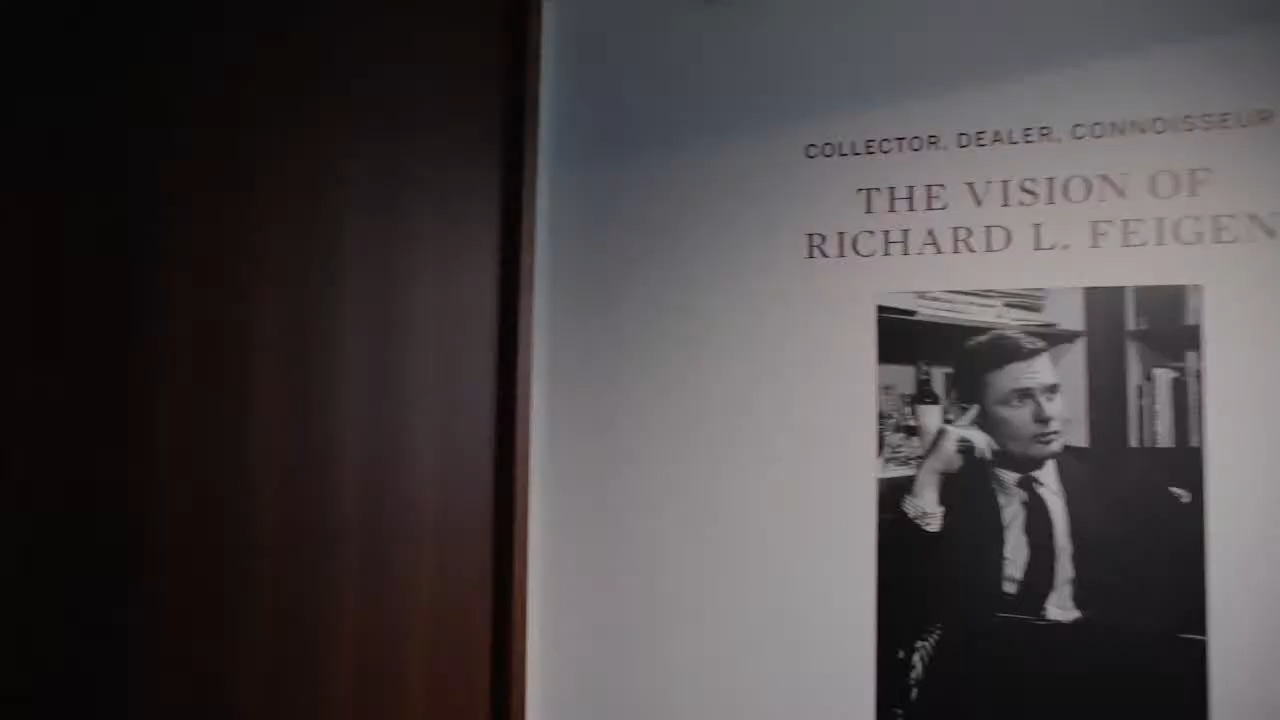 COLLECTOR, DEALER, CONNOISSEUR
THE VISION OF
RICHARD L. FEIGEN